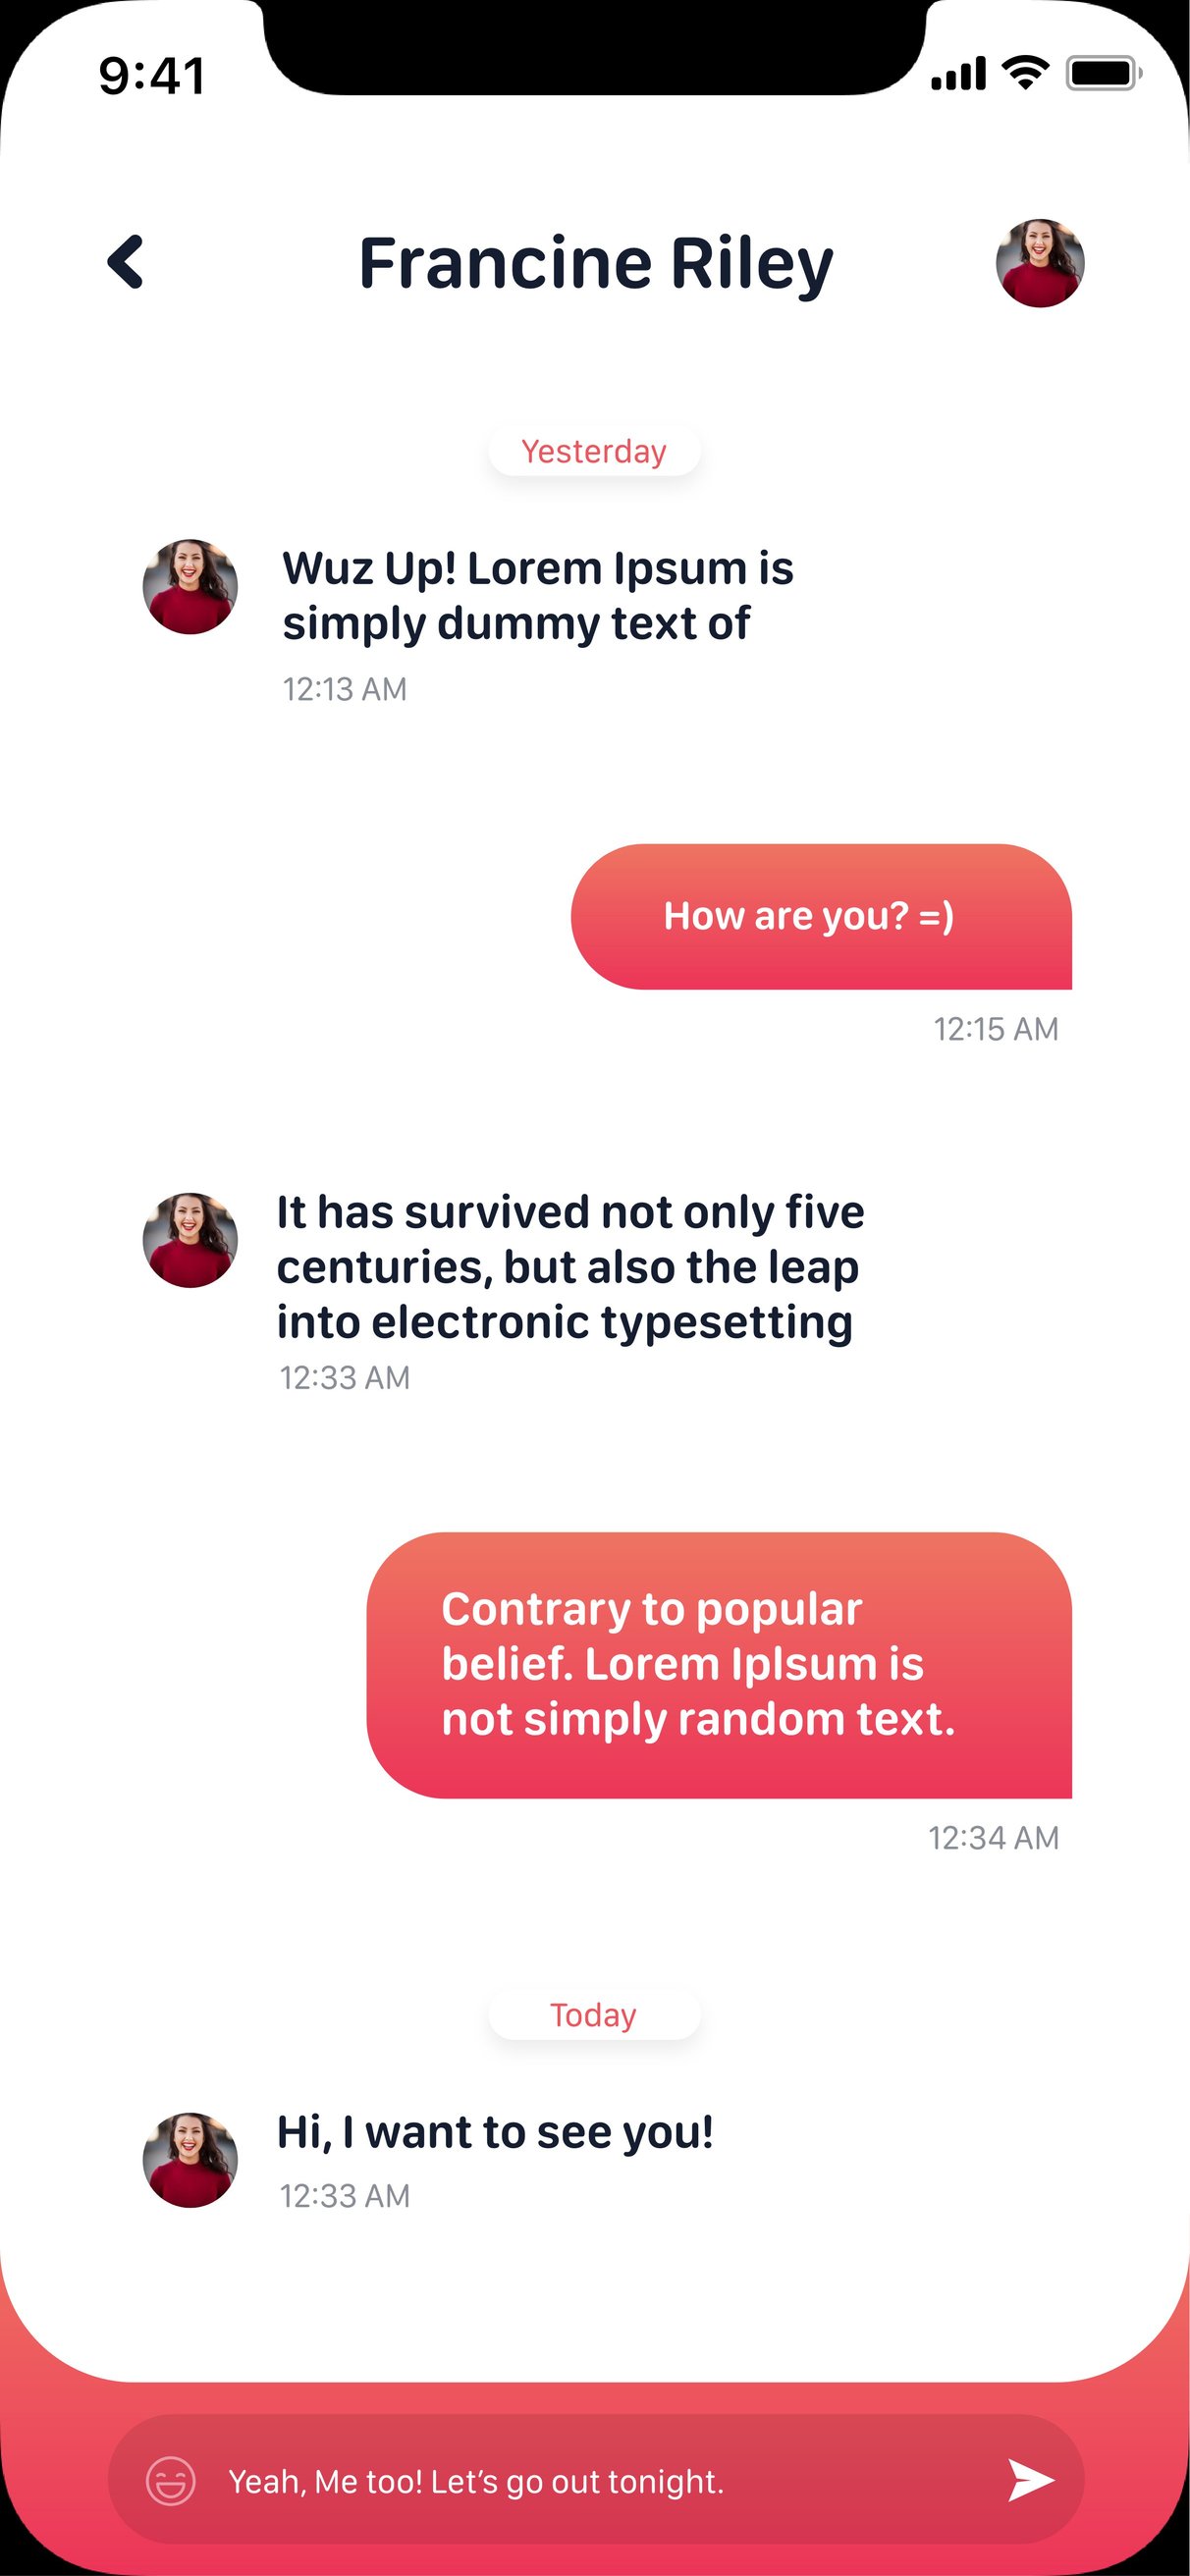 9:41
Francine Riley
Yesterday
Wuz Up! Lorem Ipsum is
simply dummy text of
12:13 AM
How are you? =)
12:15 AM
It has survived not only five
centuries, but also the leap
into electronic typesetting
12:33 AM
Contrary to popular
belief. Lorem Iplsum is
not simply random text.
12:34 AM
Today
Hi, I want to see you!
12:33 AM
Yeah, Me too! Let’s go out tonight.